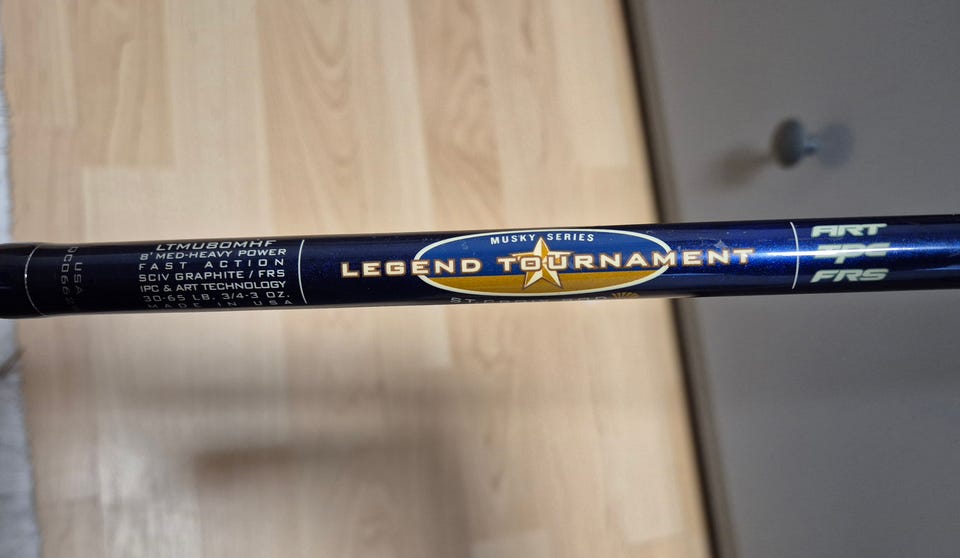 LTMU80MHF
8' MED-HEAVY POWER
FAST ACTION
SCIV GRAPHITE / FRS
IPC & ART TECHNOLOGY
30-65 LB. 3/4-3 OZ.
MADE IN USA
MUSKY SERIES
LEGEND TOURNAMENT
ART
IPC
FRS
USA